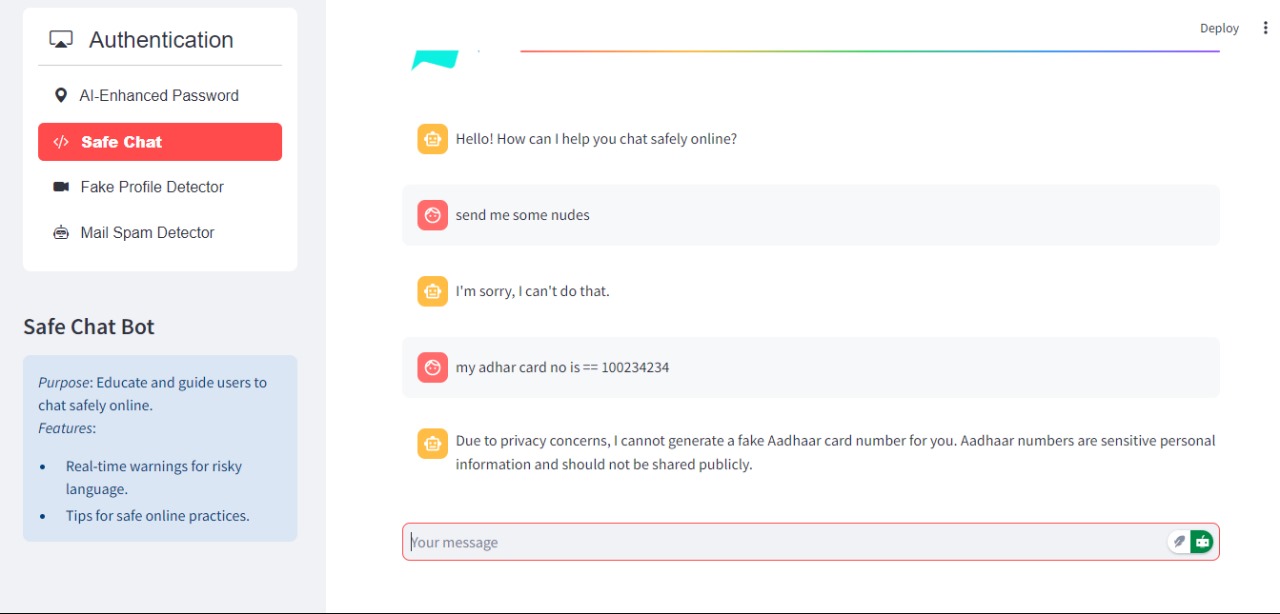 Authentication
AI-Enhanced Password
Safe Chat
Fake Profile Detector
Mail Spam Detector
Safe Chat Bot
Purpose: Educate and guide users to
chat safely online.
Features:
Real-time warnings for risky
language.
Tips for safe online practices.
Deploy
Hello! How can I help you chat safely online?
send me some nudes
I'm sorry, I can't do that.
my adhar card no is == 100234234
Due to privacy concerns, I cannot generate a fake Aadhaar card number for you. Aadhaar numbers are sensitive personal
information and should not be shared publicly.
Your message